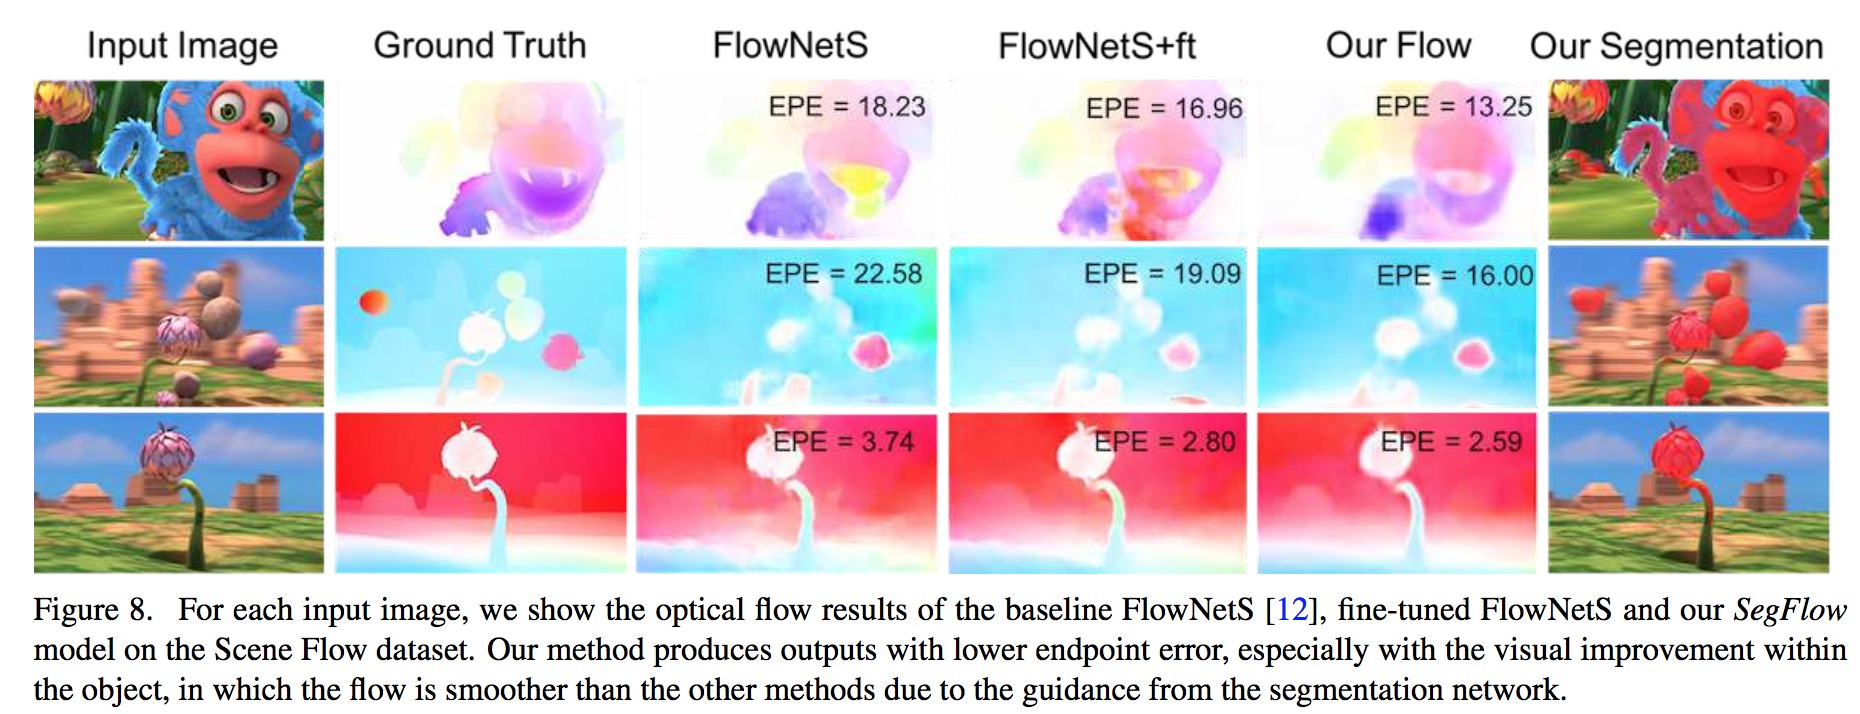 Input Image Ground Truth FlowNetS FlowNetS+ft Our Flow Our Segmentation
EPE = 18.23 EPE = 16.96 EPE = 13.25
EPE = 22.58 EPE = 19.09 EPE = 16.00
EPE = 3.74 EPE = 2.80 EPE = 2.59
Figure 8. For each input image, we show the optical flow results of the baseline FlowNetS [12], fine-tuned FlowNetS and our SegFlow
model on the Scene Flow dataset. Our method produces outputs with lower endpoint error, especially with the visual improvement within
the object, in which the flow is smoother than the other methods due to the guidance from the segmentation network.